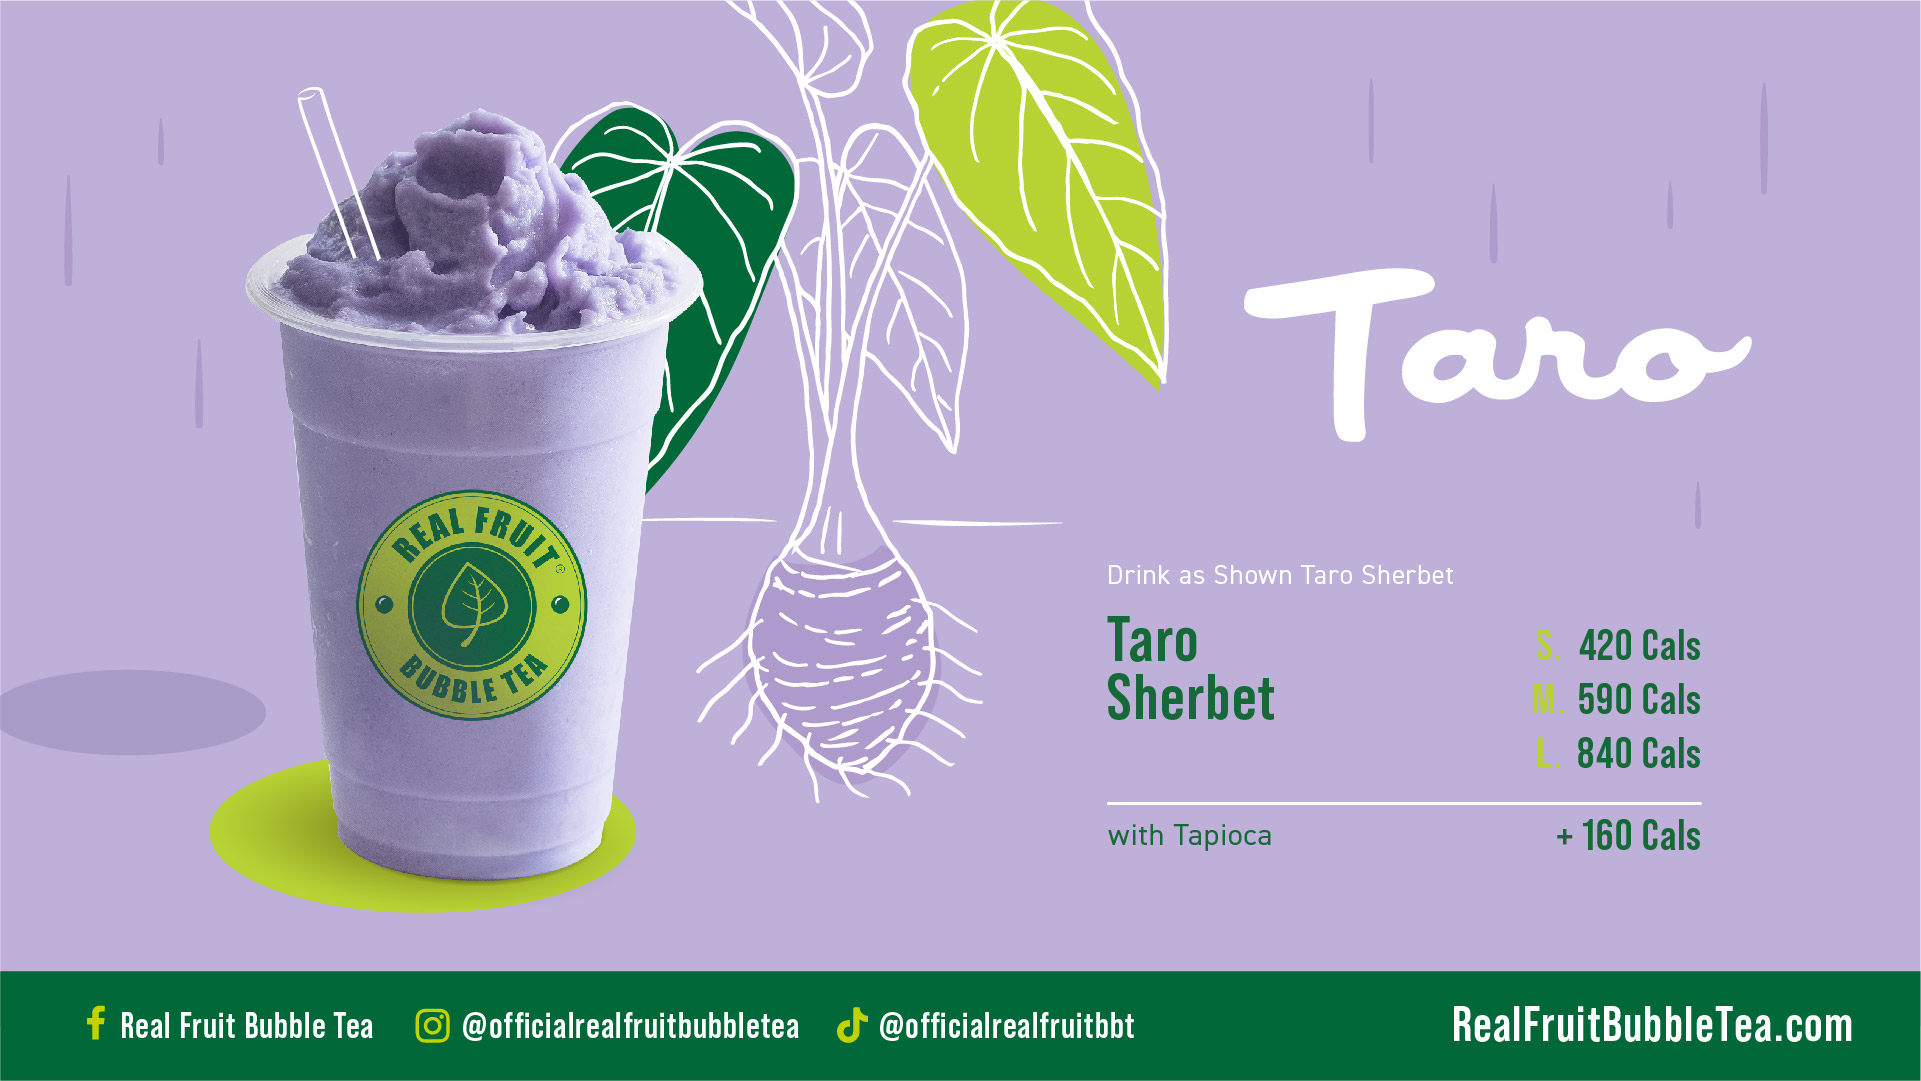 Taro
REAL FRUIT®
BUBBLE TEA
Drink as Shown Taro Sherbet
Taro
Sherbet
S. 420 Cals
M. 590 Cals
L. 840 Cals
with Tapioca + 160 Cals
Real Fruit Bubble Tea @officialrealfruitbubbletea @officialrealfruitbbt RealFruitBubbleTea.com